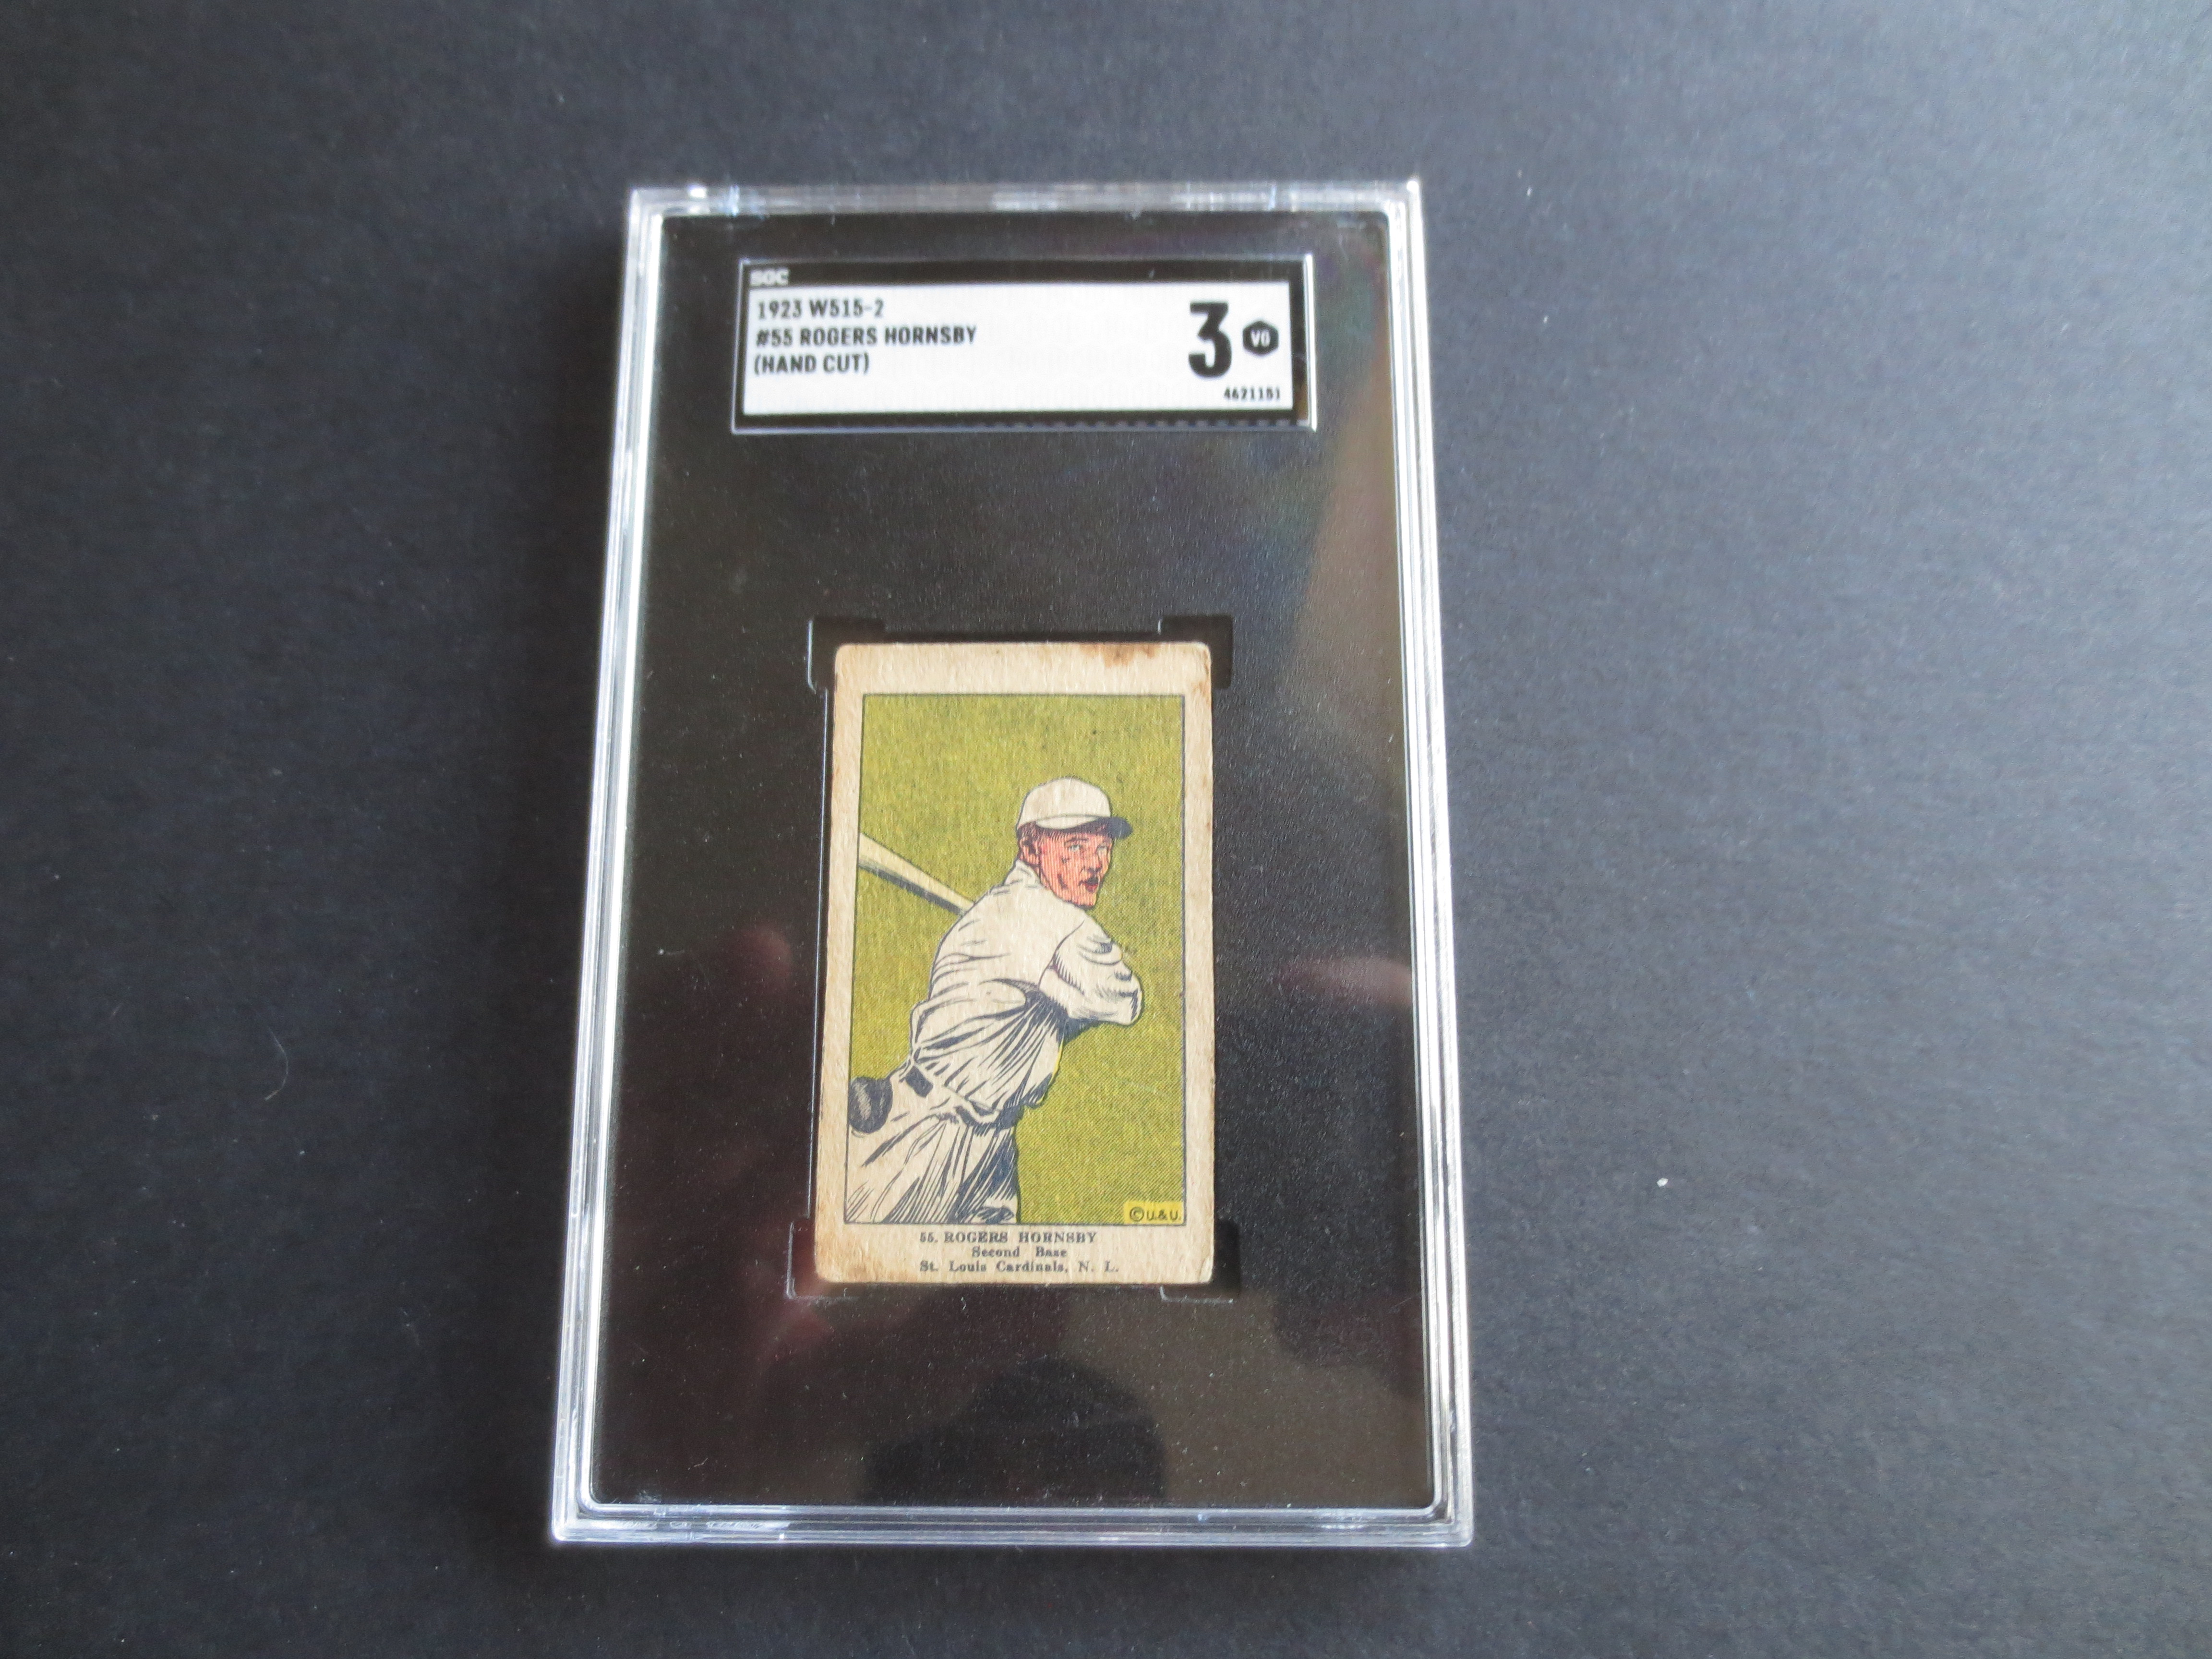 SGC
1923 W515-2
#55 ROGERS HORNSBY
(HAND CUT)
3 VG
4621151
©U.&U.
55. ROGERS HORNSBY
Second Base
St. Louis Cardinals, N. L.